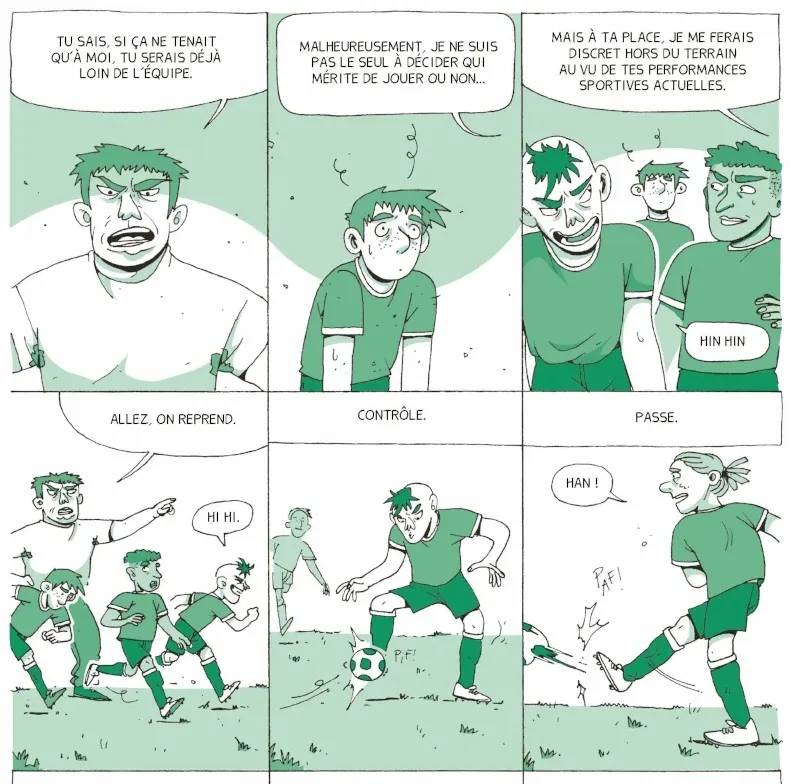 TU SAIS, SI ÇA NE TENAIT
QU'À MOI, TU SERAIS DÉJÀ
LOIN DE L'ÉQUIPE.
MALHEUREUSEMENT, JE NE SUIS
PAS LE SEUL À DÉCIDER QUI
MÉRITE DE JOUER OU NON...
MAIS À TA PLACE, JE ME FERAIS
DISCRET HORS DU TERRAIN
AU VU DE TES PERFORMANCES
SPORTIVES ACTUELLES.
HIN HIN
ALLEZ, ON REPREND.
HI HI.
CONTRÔLE.
PIF!
PASSE.
HAN !
PAF!